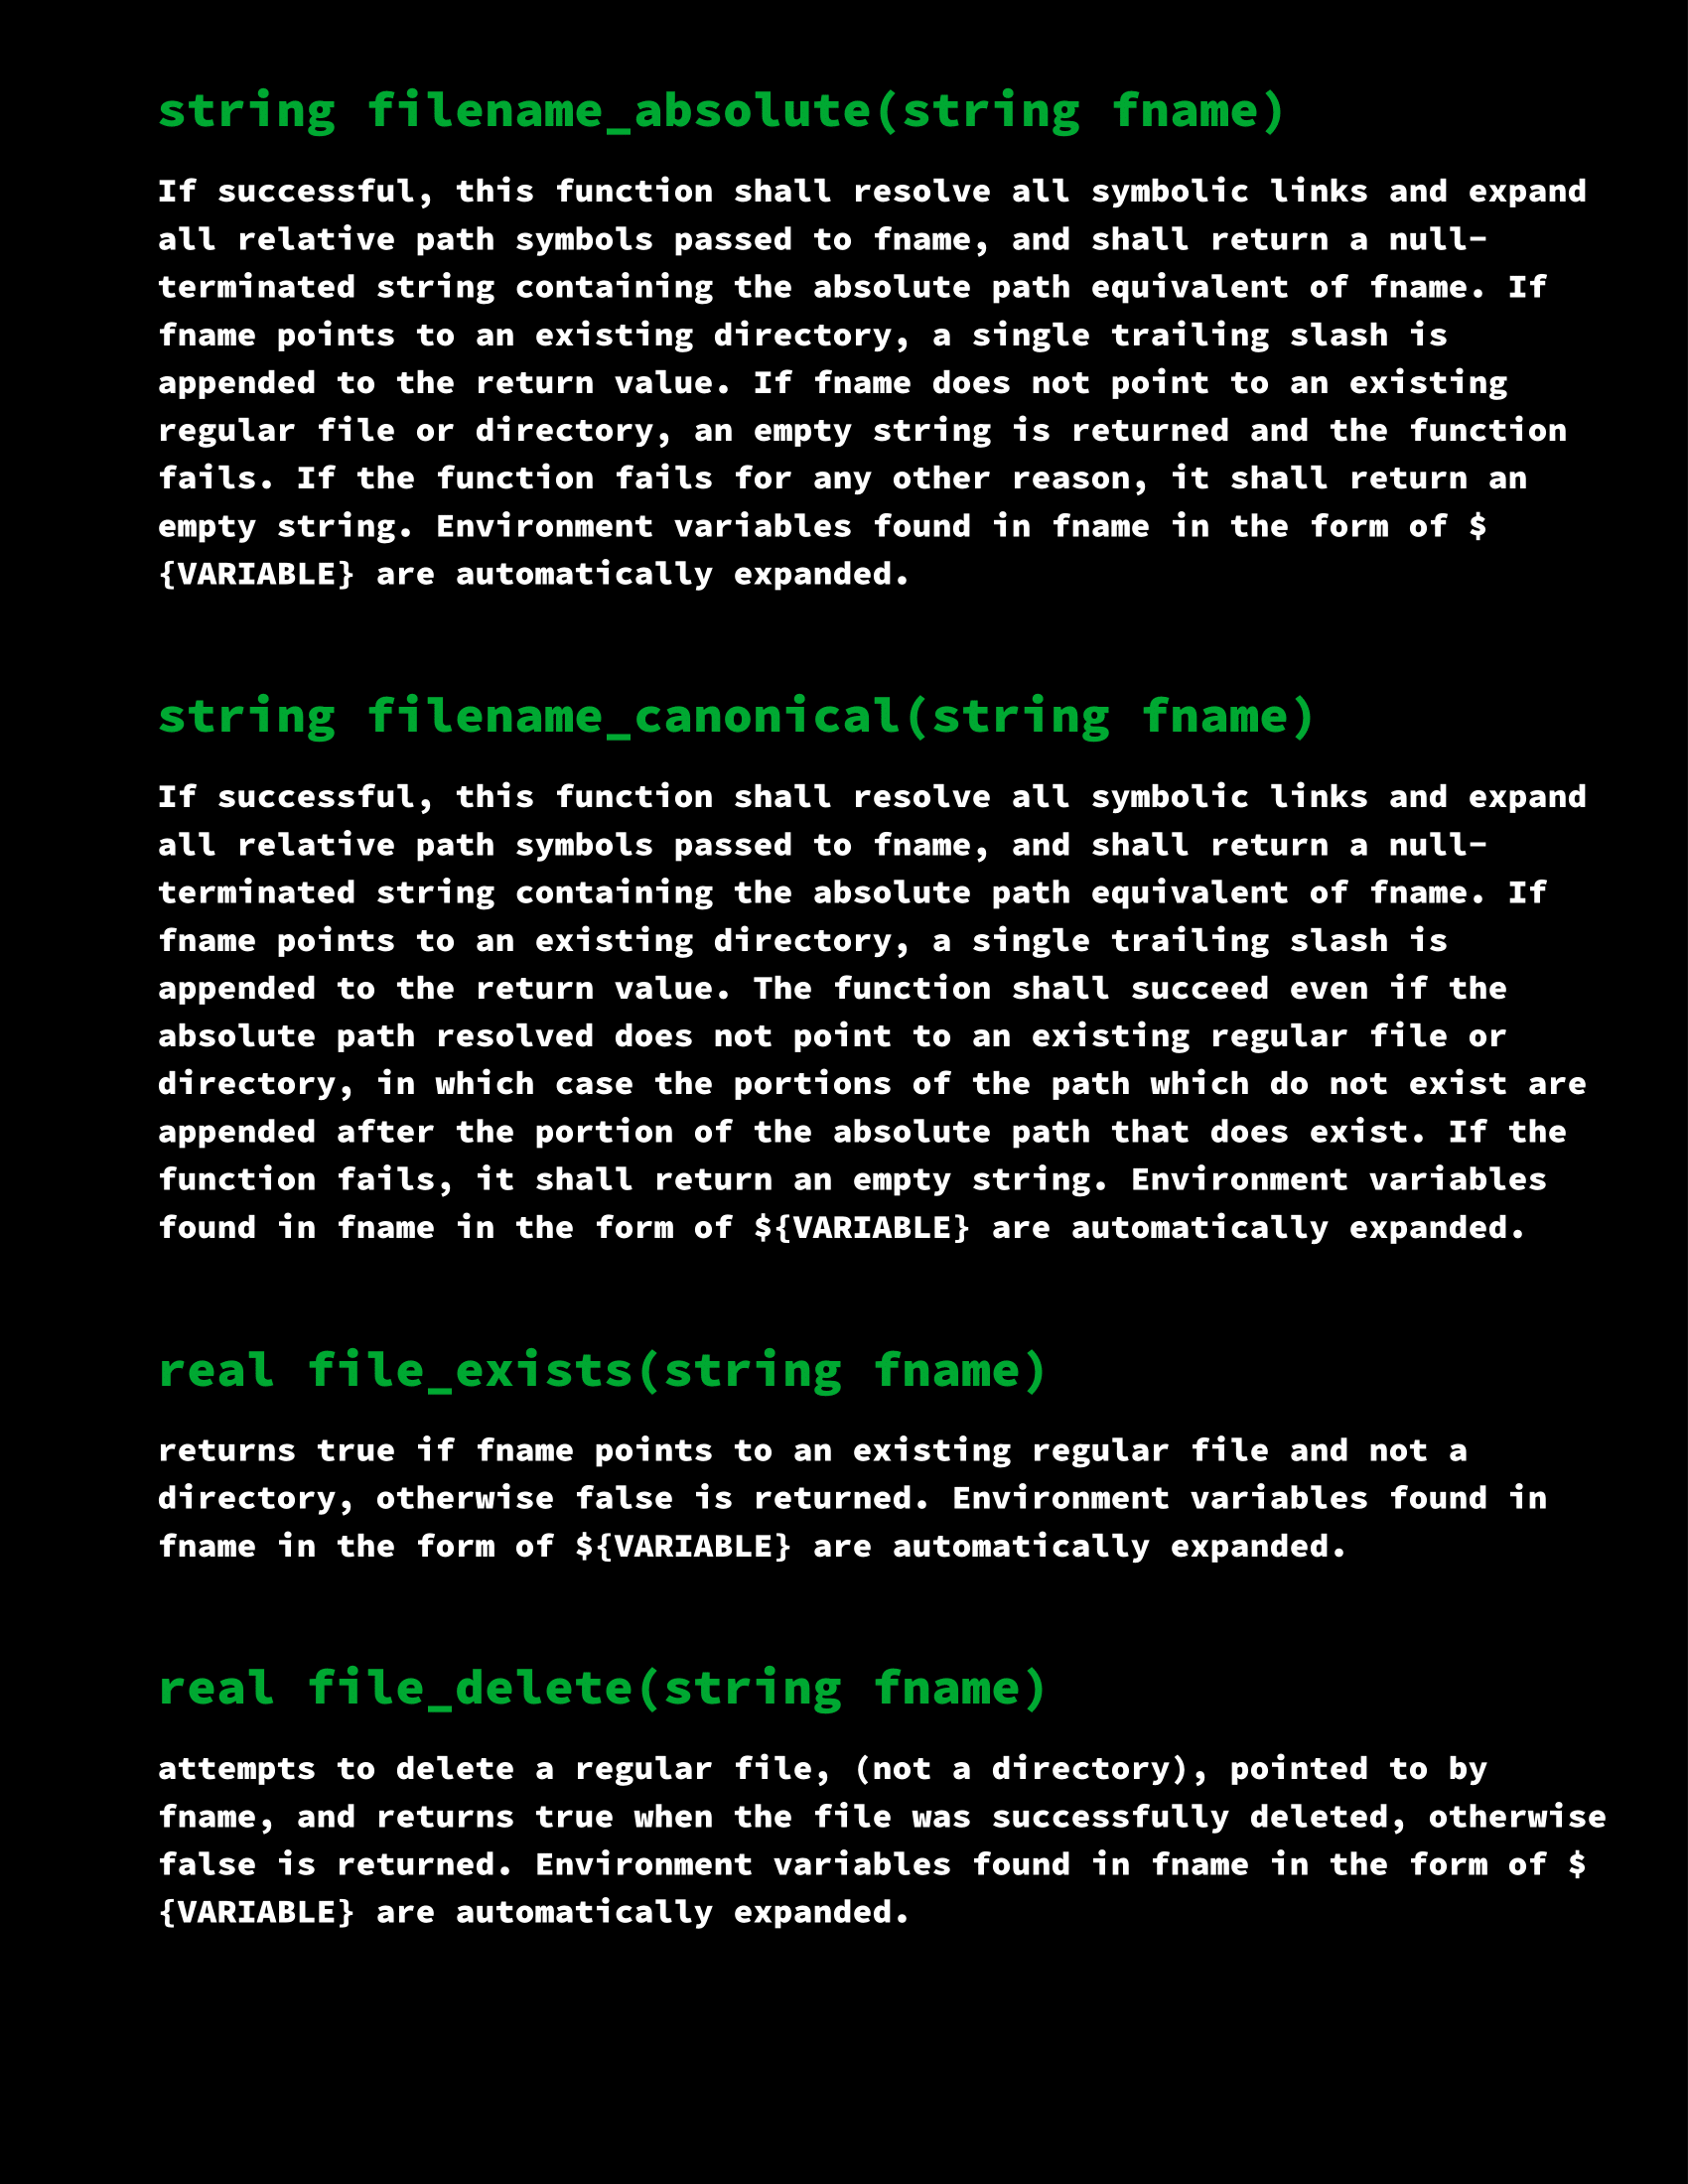 string filename_absolute(string fname)
If successful, this function shall resolve all symbolic links and expand
all relative path symbols passed to fname, and shall return a null-
terminated string containing the absolute path equivalent of fname. If
fname points to an existing directory, a single trailing slash is
appended to the return value. If fname does not point to an existing
regular file or directory, an empty string is returned and the function
fails. If the function fails for any other reason, it shall return an
empty string. Environment variables found in fname in the form of $
{VARIABLE} are automatically expanded.
string filename_canonical(string fname)
If successful, this function shall resolve all symbolic links and expand
all relative path symbols passed to fname, and shall return a null-
terminated string containing the absolute path equivalent of fname. If
fname points to an existing directory, a single trailing slash is
appended to the return value. The function shall succeed even if the
absolute path resolved does not point to an existing regular file or
directory, in which case the portions of the path which do not exist are
appended after the portion of the absolute path that does exist. If the
function fails, it shall return an empty string. Environment variables
found in fname in the form of ${VARIABLE} are automatically expanded.
real file_exists(string fname)
returns true if fname points to an existing regular file and not a
directory, otherwise false is returned. Environment variables found in
fname in the form of ${VARIABLE} are automatically expanded.
real file_delete(string fname)
attempts to delete a regular file, (not a directory), pointed to by
fname, and returns true when the file was successfully deleted, otherwise
false is returned. Environment variables found in fname in the form of $
{VARIABLE} are automatically expanded.